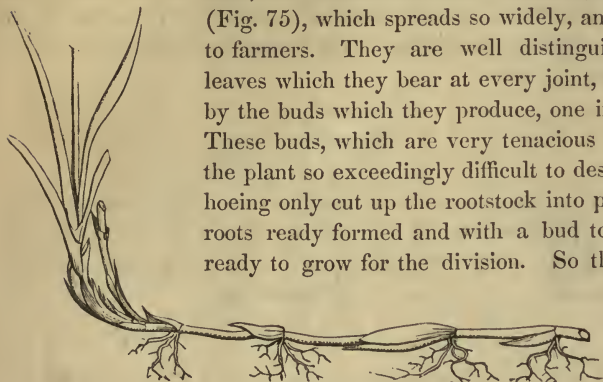 (Fig. 75), which spreads so widely, an
to farmers. They are well distingui
leaves which they bear at every joint,
by the buds which they produce, one i
These buds, which are very tenacious
the plant so exceedingly difficult to des
hoeing only cut up the rootstock into p
roots ready formed and with a bud to
ready to grow for the division. So th